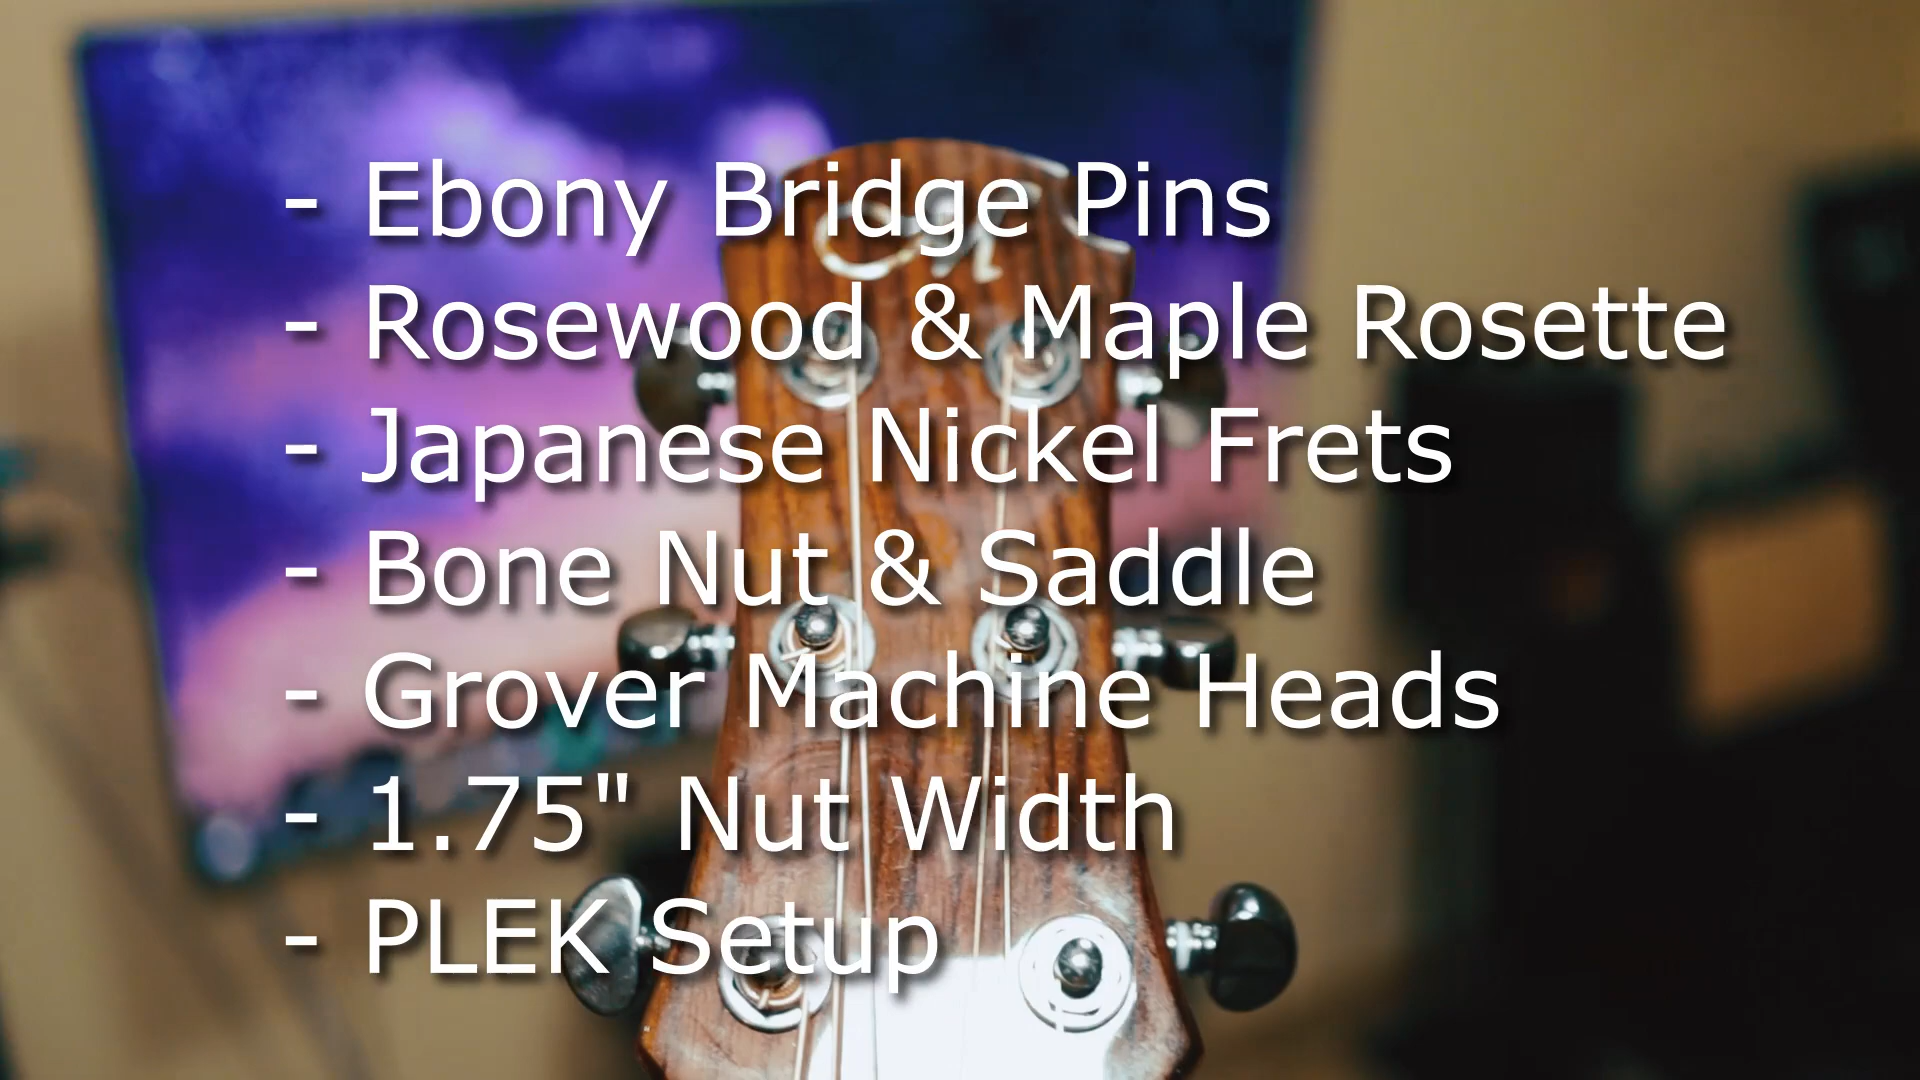 - Ebony Bridge Pins
- Rosewood & Maple Rosette
- Japanese Nickel Frets
- Bone Nut & Saddle
- Grover Machine Heads
- 1.75" Nut Width
- PLEK Setup